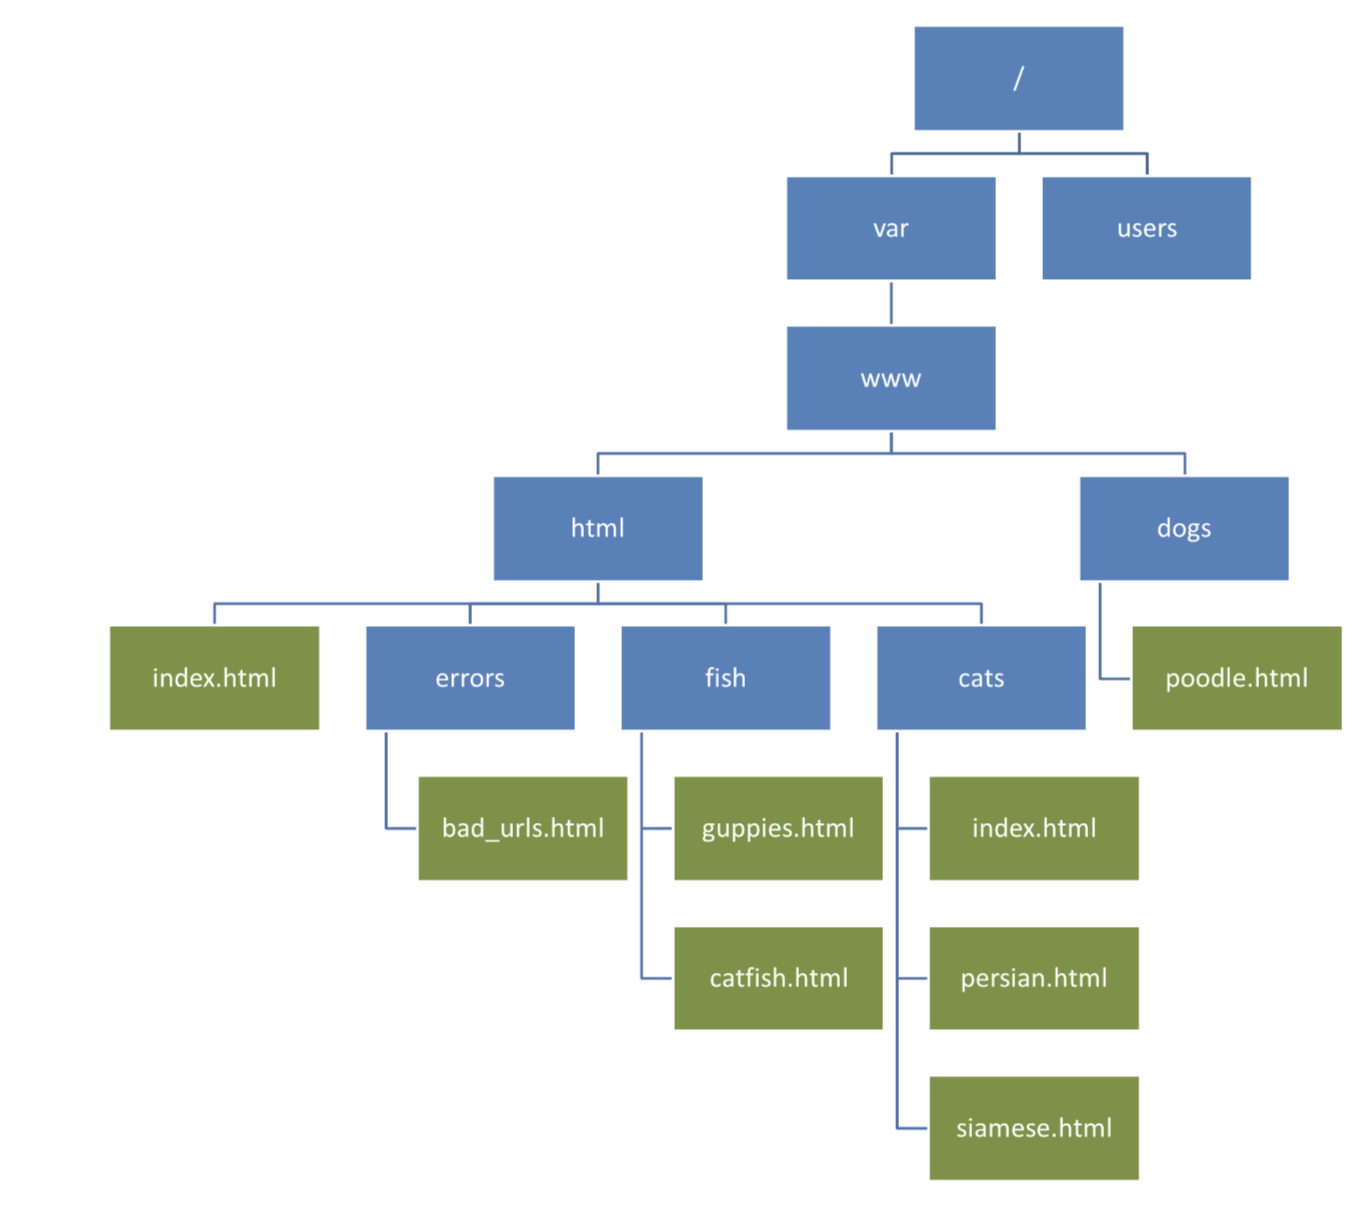 /
var
users
www
html
dogs
index.html
errors
fish
cats
poodle.html
bad_urls.html
guppies.html
index.html
catfish.html
persian.html
siamese.html